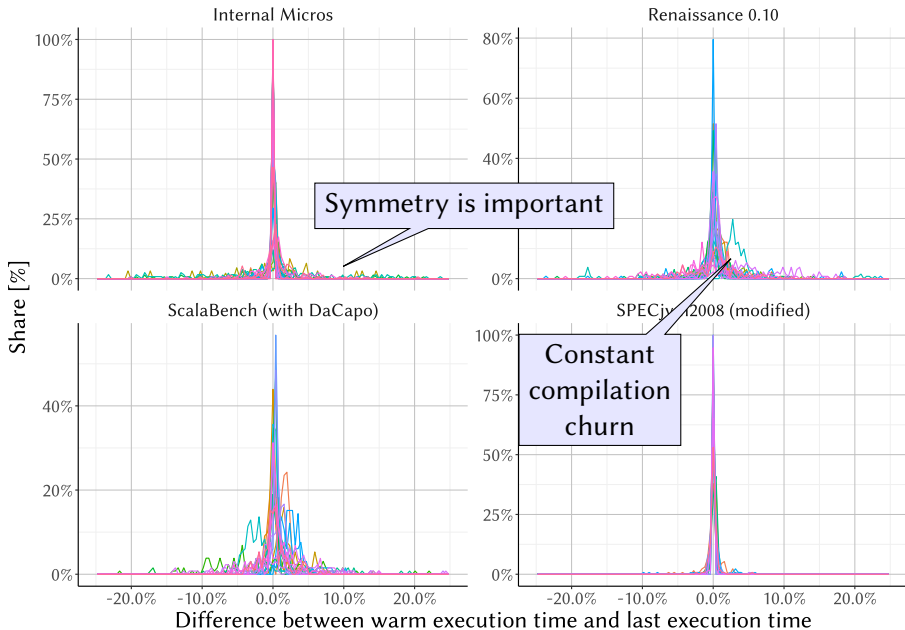 Internal Micros
Renaissance 0.10
100%
75%
50%
25%
0%
80%
60%
40%
20%
0%
Symmetry is important
Share [%]
ScalaBench (with DaCapo)
SPECjvm2008 (modified)
40%
20%
0%
100%
75%
50%
25%
0%
Constant
compilation
churn
-20.0%
-10.0%
0.0%
10.0%
20.0%
-20.0%
-10.0%
0.0%
10.0%
20.0%
Difference between warm execution time and last execution time